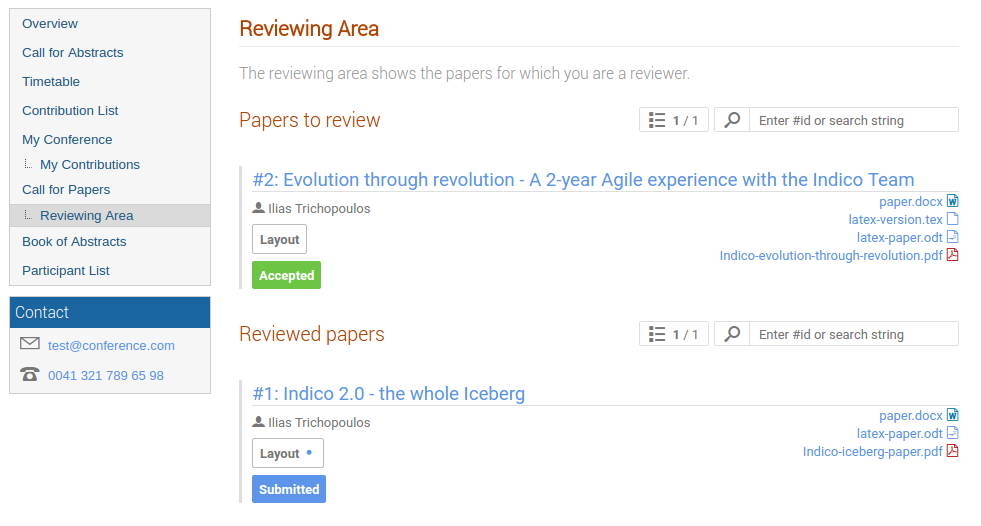 Overview
Call for Abstracts
Timetable
Contribution List
My Conference
My Contributions
Call for Papers
Reviewing Area
Book of Abstracts
Participant List
Contact
test@conference.com
0041 321 789 65 98
Reviewing Area
The reviewing area shows the papers for which you are a reviewer.
Papers to review
1 / 1
Enter #id or search string
#2: Evolution through revolution - A 2-year Agile experience with the Indico Team
Ilias Trichopoulos
Layout
Accepted
paper.docx
latex-version.tex
latex-paper.odt
Indico-evolution-through-revolution.pdf
Reviewed papers
1 / 1
Enter #id or search string
#1: Indico 2.0 - the whole Iceberg
Ilias Trichopoulos
Layout
Submitted
paper.docx
latex-paper.odt
Indico-iceberg-paper.pdf